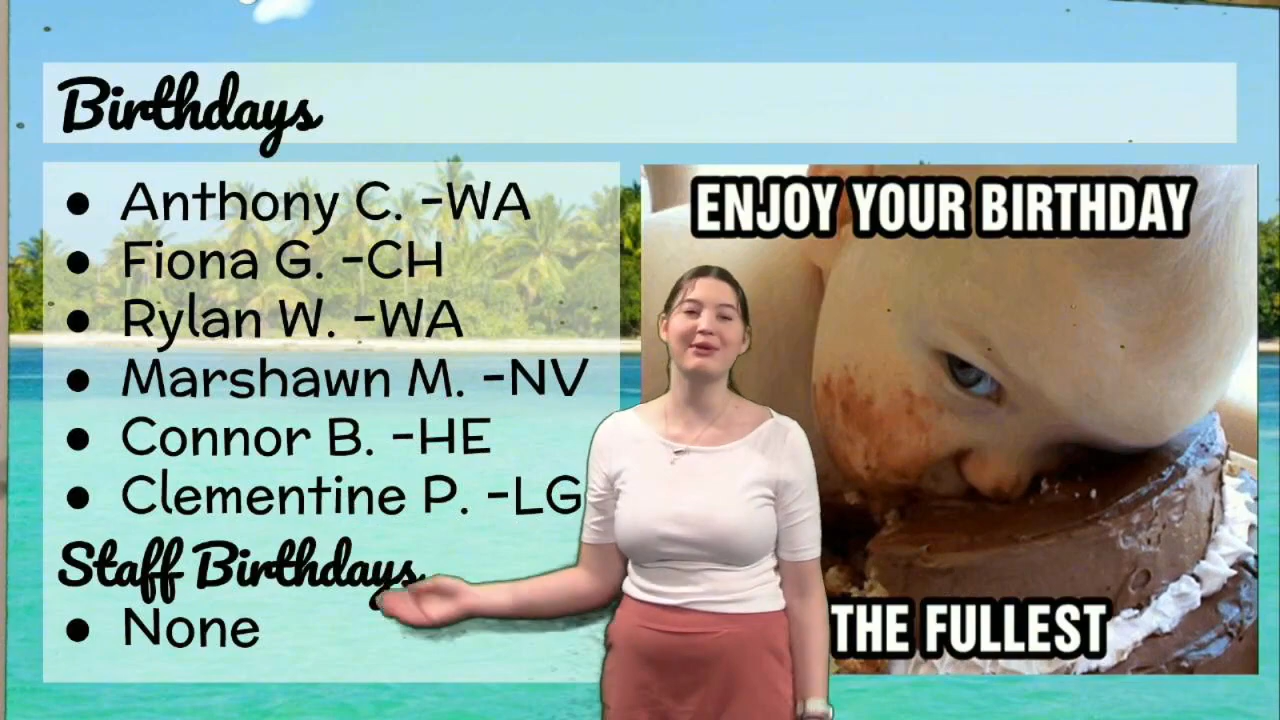 Birthdays
● Anthony C. -WA
● Fiona G. -CH
● Rylan W. -WA
● Marshawn M. -NV
● Connor B. -HE
● Clementine P. -LG
Staff Birthdays
● None
ENJOY YOUR BIRTHDAY
THE FULLEST